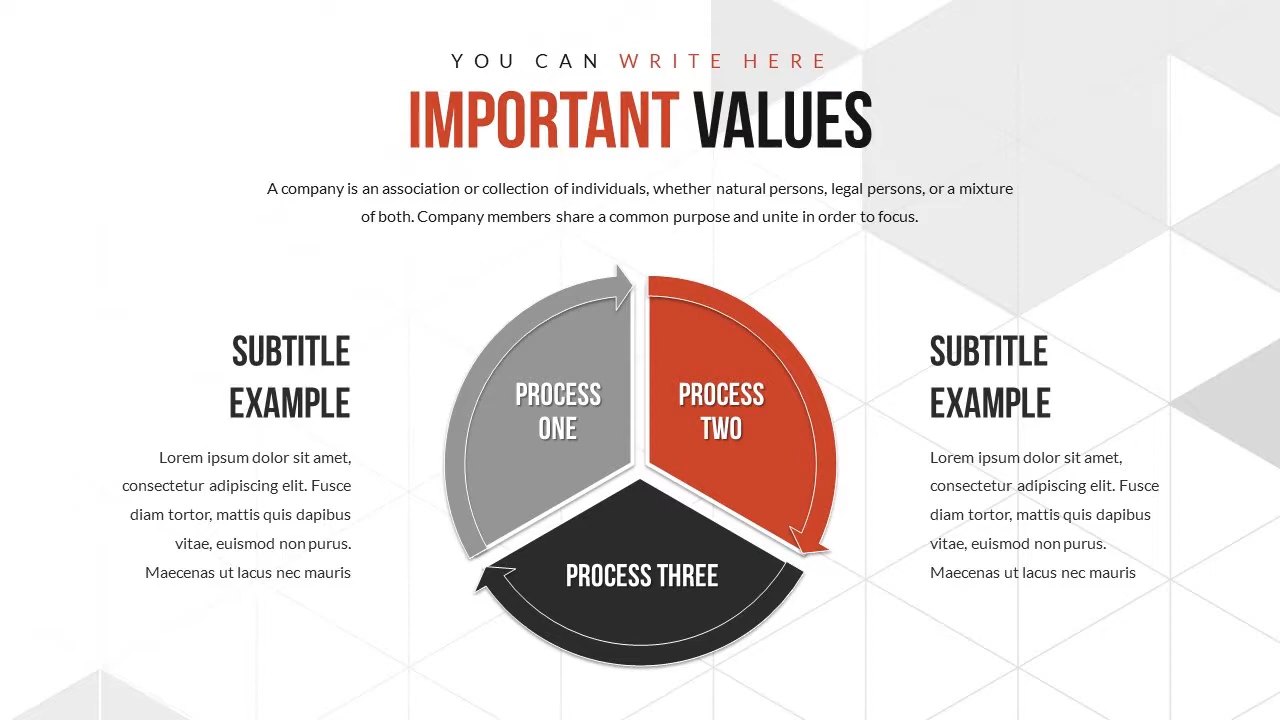 YOU CAN WRITE HERE
IMPORTANT VALUES
A company is an association or collection of individuals, whether natural persons, legal persons, or a mixture
of both. Company members share a common purpose and unite in order to focus.
SUBTITLE
EXAMPLE
Lorem ipsum dolor sit amet,
consectetur adipiscing elit. Fusce
diam tortor, mattis quis dapibus
vitae, euismod non purus.
Maecenas ut lacus nec mauris
PROCESS
ONE
PROCESS
TWO
PROCESS THREE
SUBTITLE
EXAMPLE
Lorem ipsum dolor sit amet,
consectetur adipiscing elit. Fusce
diam tortor, mattis quis dapibus
vitae, euismod non purus.
Maecenas ut lacus nec mauris